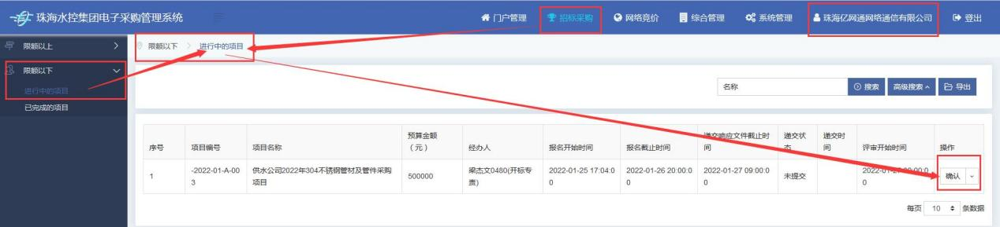 珠海水控集团电子采购管理系统
门户管理 招标采购 网络竞价 综合管理 系统管理 珠海亿网通网络通信有限公司 登出
限额以上
限额以下
进行中的项目
已完成的项目
限额以下 进行中的项目
名称 搜索 高级搜索 导出
序号 项目编号 项目名称 预算金额
（元） 经办人 报名开始时间 报名截止时间 递交响应文件截止时
间 递交状
态 递交时
间 评审开始时间 操作
1 -2022-01-A-00
3 供水公司2022年304不锈钢管材及管件采购
项目 500000 梁杰文0480(开标专
责) 2022-01-25 17:04:0
0 2022-01-26 20:00:0
0 2022-01-27 09:00:0
0 未提交 2022-01-27 09:00:0
0 确认
每页 10 条数据